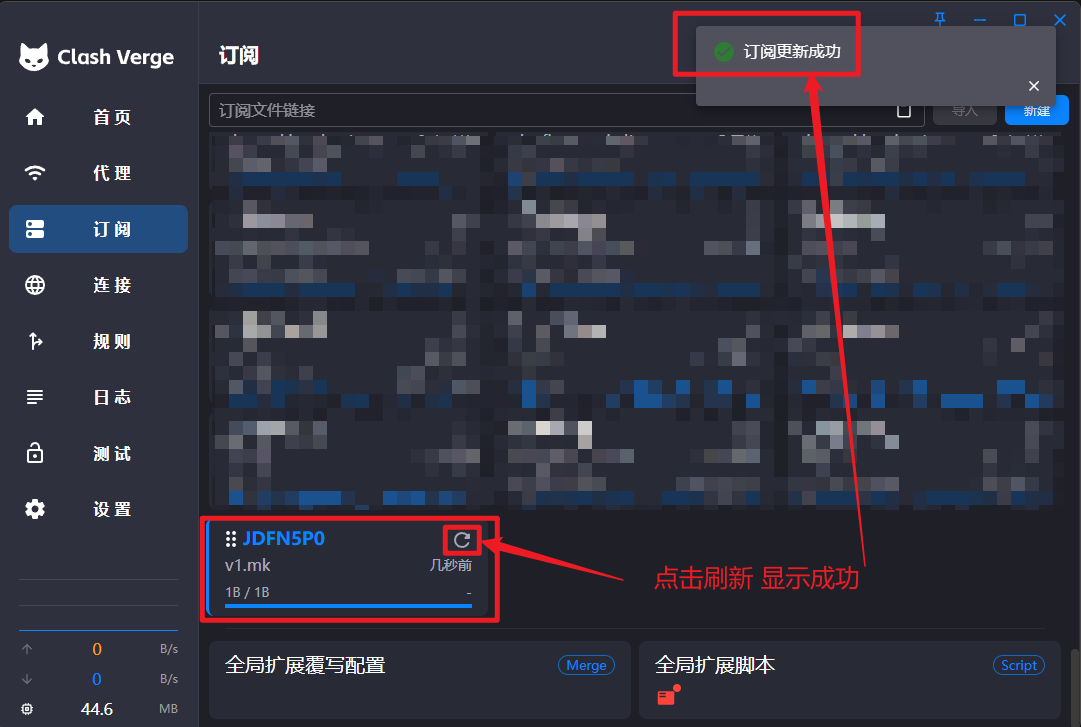 Clash Verge
首页
代理
订阅
连接
规则
日志
测试
设置
0 B/s
0 B/s
44.6 MB
订阅
订阅更新成功
订阅文件链接
导入
新建
JDFN5P0
v1.mk 几秒前
1B / 1B -
点击刷新 显示成功
全局扩展覆写配置 Merge
全局扩展脚本 Script